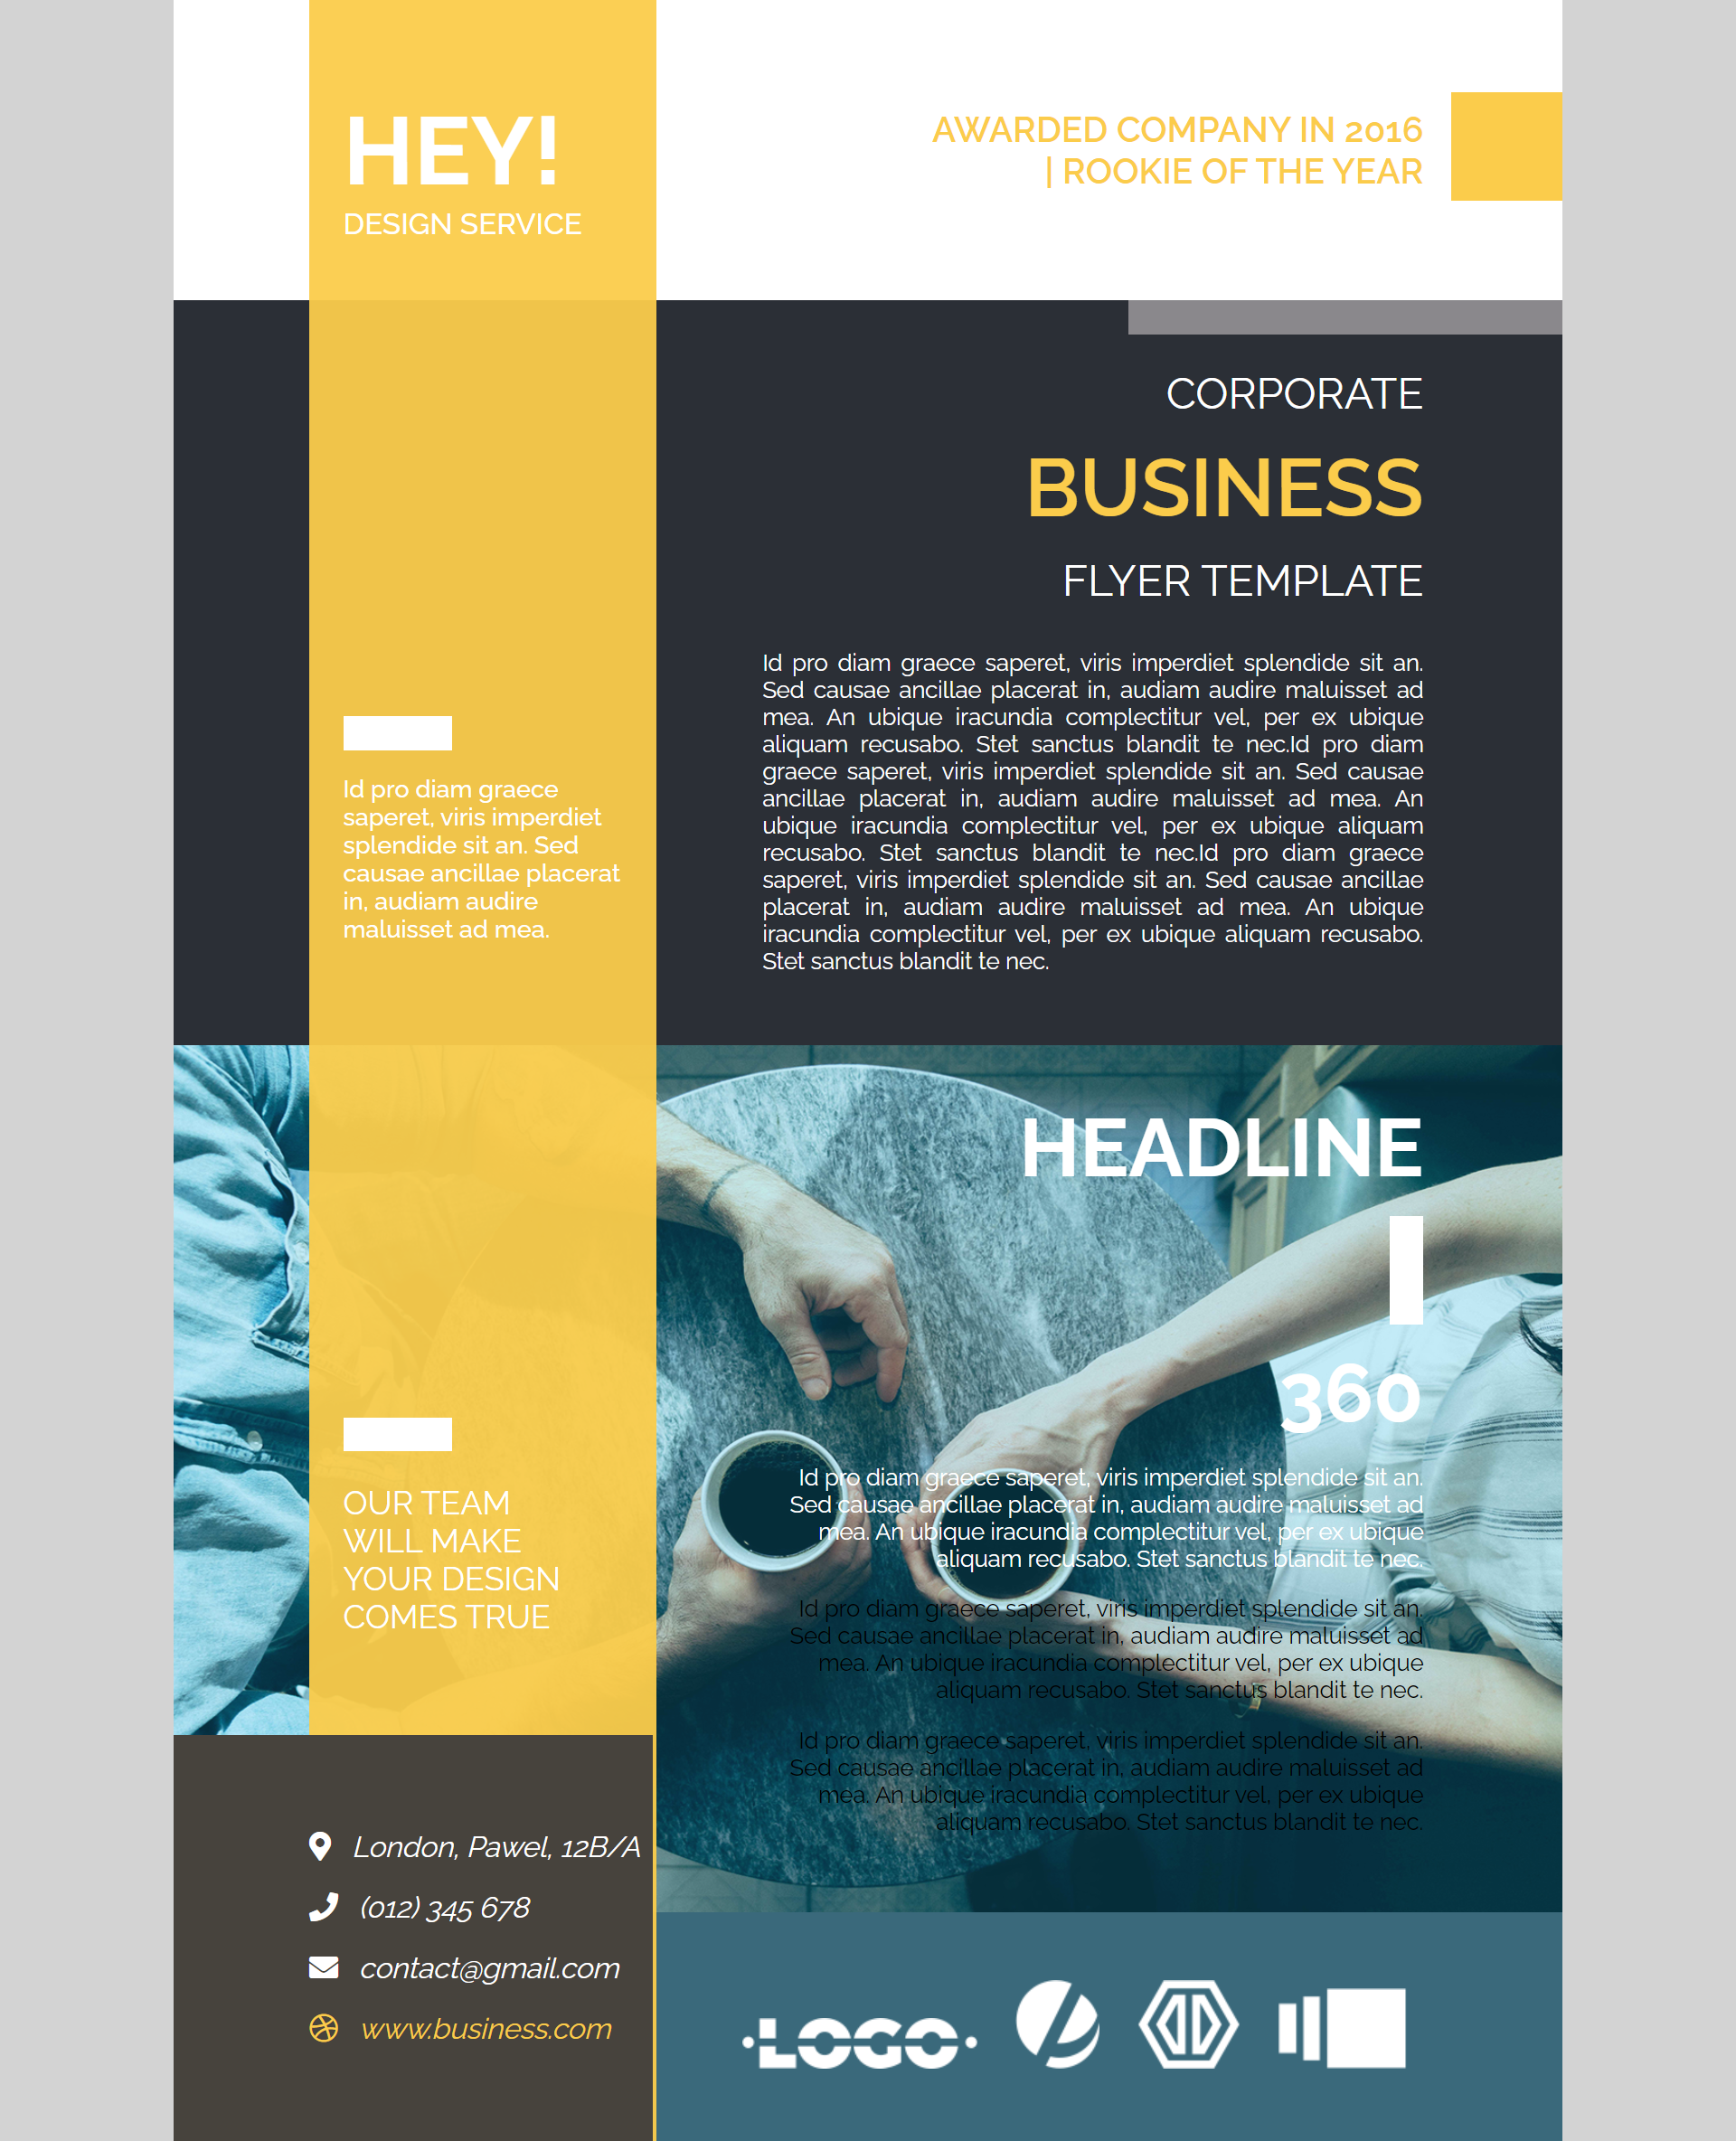 HEY!
DESIGN SERVICE
AWARDED COMPANY IN 2016
| ROOKIE OF THE YEAR
CORPORATE
BUSINESS
FLYER TEMPLATE
Id pro diam graece saperet, viris imperdiet splendide sit an.
Sed causae ancillae placerat in, audiam audire maluisset ad
mea. An ubique iracundia complectitur vel, per ex ubique
aliquam recusabo. Stet sanctus blandit te nec.Id pro diam
graece saperet, viris imperdiet splendide sit an. Sed causae
ancillae placerat in, audiam audire maluisset ad mea. An
ubique iracundia complectitur vel, per ex ubique aliquam
recusabo. Stet sanctus blandit te nec.Id pro diam graece
saperet, viris imperdiet splendide sit an. Sed causae ancillae
placerat in, audiam audire maluisset ad mea. An ubique
iracundia complectitur vel, per ex ubique aliquam recusabo.
Stet sanctus blandit te nec.
Id pro diam graece
saperet, viris imperdiet
splendide sit an. Sed
causae ancillae placerat
in, audiam audire
maluisset ad mea.
HEADLINE
360
Id pro diam graece saperet, viris imperdiet splendide sit an.
Sed causae ancillae placerat in, audiam audire maluisset ad
mea. An ubique iracundia complectitur vel, per ex ubique
aliquam recusabo. Stet sanctus blandit te nec.
Id pro diam graece saperet, viris imperdiet splendide sit an.
Sed causae ancillae placerat in, audiam audire maluisset ad
mea. An ubique iracundia complectitur vel, per ex ubique
aliquam recusabo. Stet sanctus blandit te nec.
Id pro diam graece saperet, viris imperdiet splendide sit an.
Sed causae ancillae placerat in, audiam audire maluisset ad
mea. An ubique iracundia complectitur vel, per ex ubique
aliquam recusabo. Stet sanctus blandit te nec.
OUR TEAM
WILL MAKE
YOUR DESIGN
COMES TRUE
London, Pawel, 12B/A
(012) 345 678
contact@gmail.com
www.business.com
·LOGO·